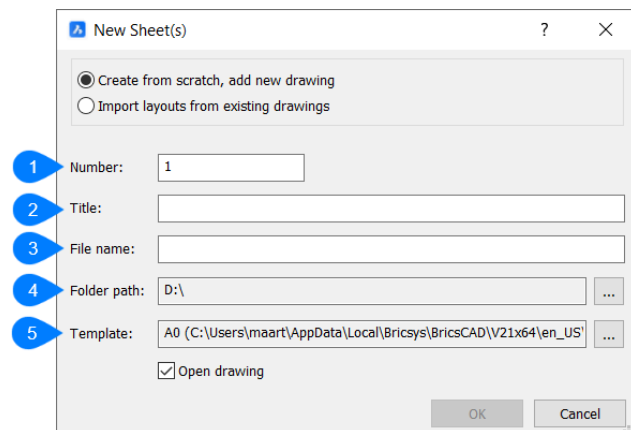 New Sheet(s) ?
Create from scratch, add new drawing
Import layouts from existing drawings
1 Number: 1
2 Title:
3 File name:
4 Folder path: D:\ ...
5 Template: A0 (C:\Users\maart\AppData\Local\Bricsys\BricsCAD\V21x64\en_US\ ...
Open drawing
OK Cancel